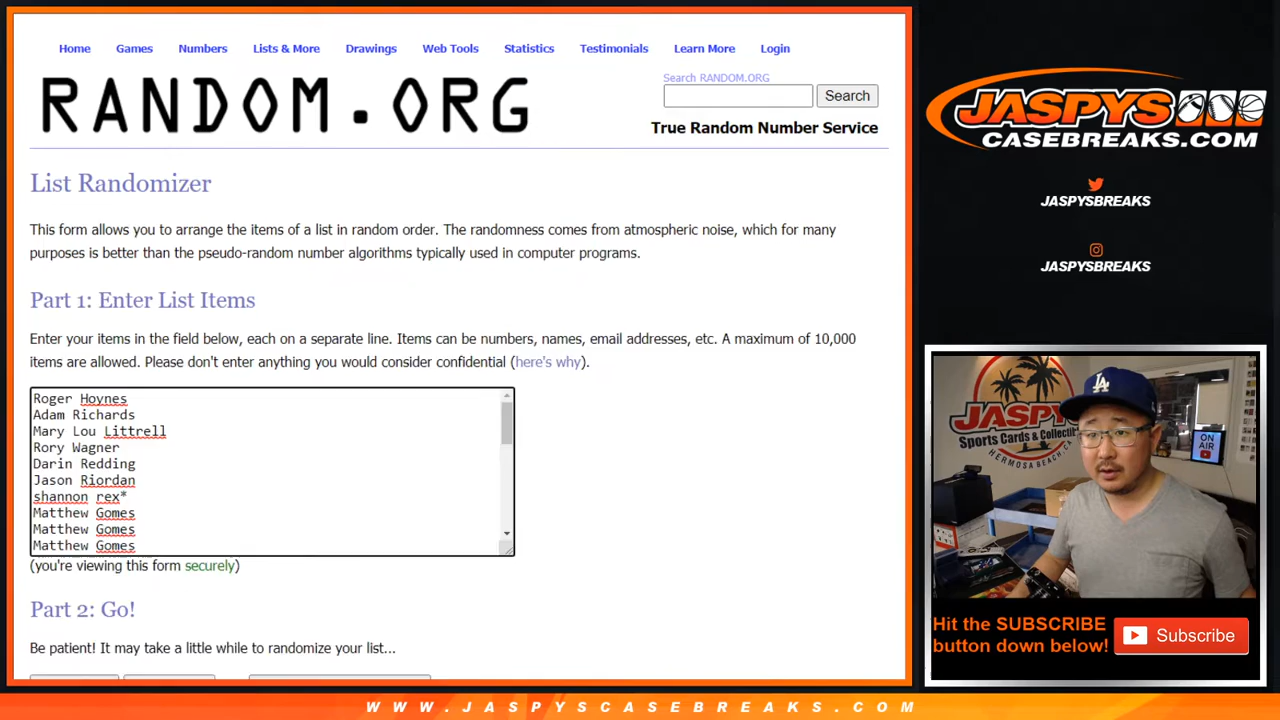 Home Games Numbers Lists & More Drawings Web Tools Statistics Testimonials Learn More Login
RANDOM.ORG
Search RANDOM.ORG
Search
True Random Number Service
List Randomizer
This form allows you to arrange the items of a list in random order. The randomness comes from atmospheric noise, which for many
purposes is better than the pseudo-random number algorithms typically used in computer programs.
Part 1: Enter List Items
Enter your items in the field below, each on a separate line. Items can be numbers, names, email addresses, etc. A maximum of 10,000
items are allowed. Please don't enter anything you would consider confidential (here's why).
Roger Hoynes
Adam Richards
Mary Lou Littrell
Rory Wagner
Darin Redding
Jason Riordan
shannon rex*
Matthew Gomes
Matthew Gomes
Matthew Gomes
(you're viewing this form securely)
Part 2: Go!
Be patient! It may take a little while to randomize your list...
JASPYS
CASEBREAKS.COM
JASPYSBREAKS
JASPYSBREAKS
JASPYS
Sports Cards & Collectibl
HERMOSA BEACH, CA
LA
ON
AIR
Hit the SUBSCRIBE
button down below!
Subscribe
WWW.JASPYSCASEBREAKS.COM